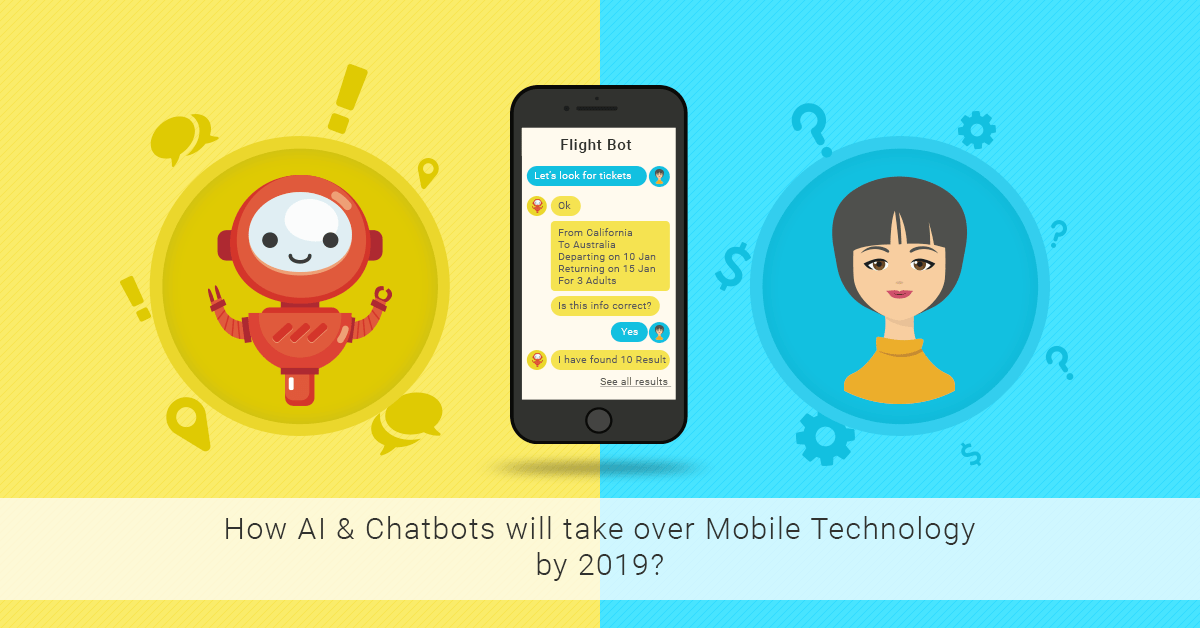 Flight Bot
Let's look for tickets
Ok
From California
To Australia
Departing on 10 Jan
Returning on 15 Jan
For 3 Adults
Is this info correct?
Yes
I have found 10 Result
See all results
How AI & Chatbots will take over Mobile Technology
by 2019?